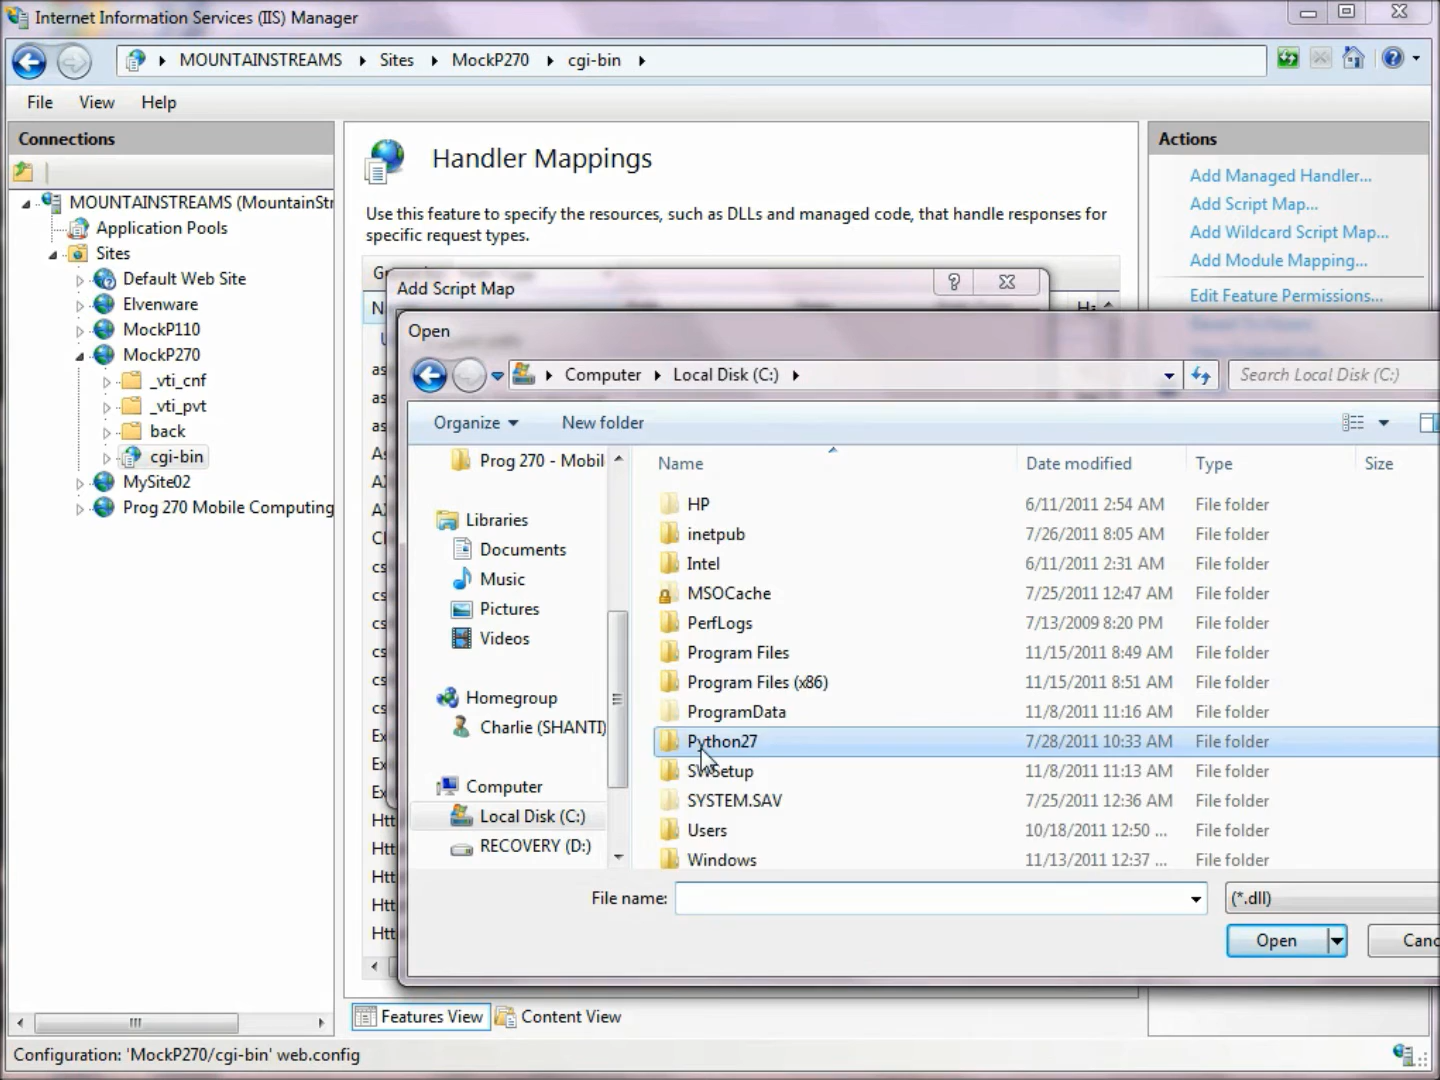 Internet Information Services (IIS) Manager
MOUNTAINSTREAMS
Sites
MockP270
cgi-bin
File
View
Help
Connections
MOUNTAINSTREAMS (MountainStr
Application Pools
Sites
Default Web Site
Elvenware
MockP110
MockP270
_vti_cnf
_vti_pvt
back
cgi-bin
MySite02
Prog 270 Mobile Computing
Handler Mappings
Use this feature to specify the resources, such as DLLs and managed code, that handle responses for
specific request types.
Actions
Add Managed Handler...
Add Script Map...
Add Wildcard Script Map...
Add Module Mapping...
Edit Feature Permissions...
Add Script Map
Open
Computer
Local Disk (C:)
Search Local Disk (C:)
Organize
New folder
Prog 270 - Mobil
Libraries
Documents
Music
Pictures
Videos
Homegroup
Charlie (SHANTI)
Computer
Local Disk (C:)
RECOVERY (D:)
Name Date modified Type Size
HP 6/11/2011 2:54 AM File folder
inetpub 7/26/2011 8:05 AM File folder
Intel 6/11/2011 2:31 AM File folder
MSOCache 7/25/2011 12:47 AM File folder
PerfLogs 7/13/2009 8:20 PM File folder
Program Files 11/15/2011 8:49 AM File folder
Program Files (x86) 11/15/2011 8:51 AM File folder
ProgramData 11/8/2011 11:16 AM File folder
Python27 7/28/2011 10:33 AM File folder
SWSetup 11/8/2011 11:13 AM File folder
SYSTEM.SAV 7/25/2011 12:36 AM File folder
Users 10/18/2011 12:50 ... File folder
Windows 11/13/2011 12:37 ... File folder
File name:
(*.dll)
Open
Canc
Features View
Content View
Configuration: 'MockP270/cgi-bin' web.config